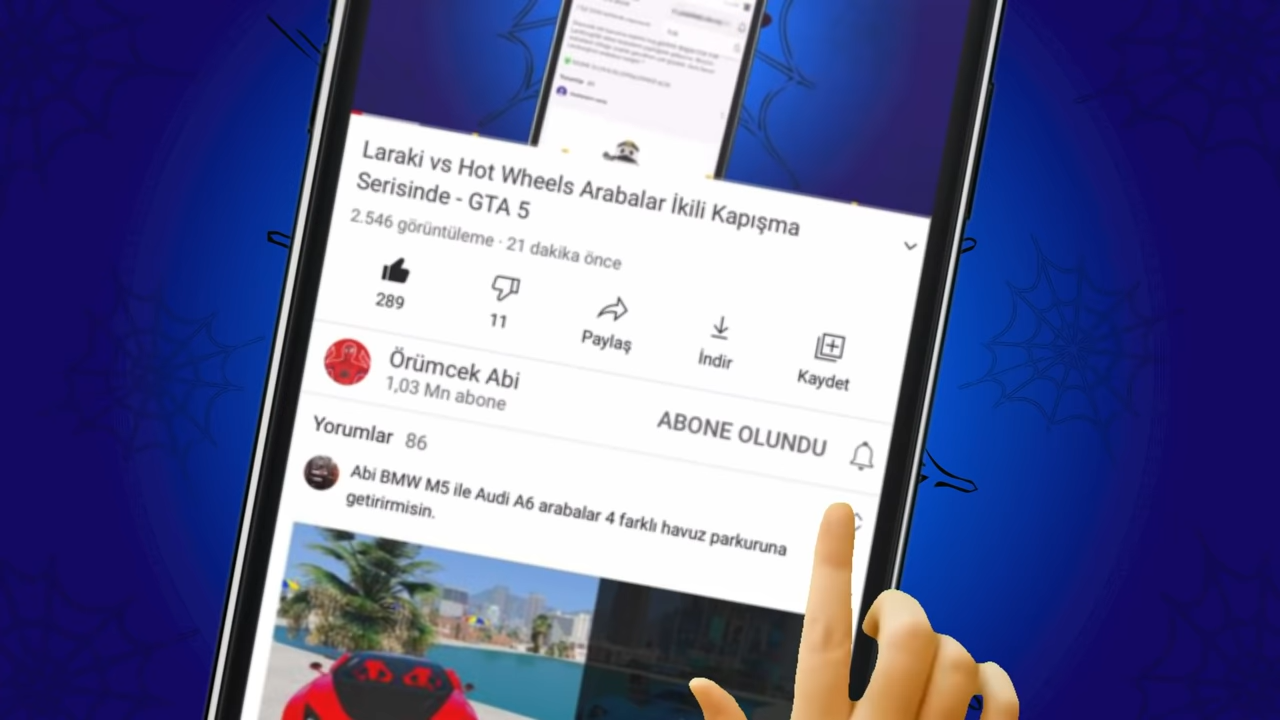 Laraki vs Hot Wheels Arabalar İkili Kapışma
Serisinde - GTA 5
2.546 görüntüleme · 21 dakika önce
289
11
Paylaş
İndir
Kaydet
Örümcek Abi
1,03 Mn abone
ABONE OLUNDU
Yorumlar 86
Abi BMW M5 ile Audi A6 arabalar 4 farklı havuz parkuruna
getirirmisin.